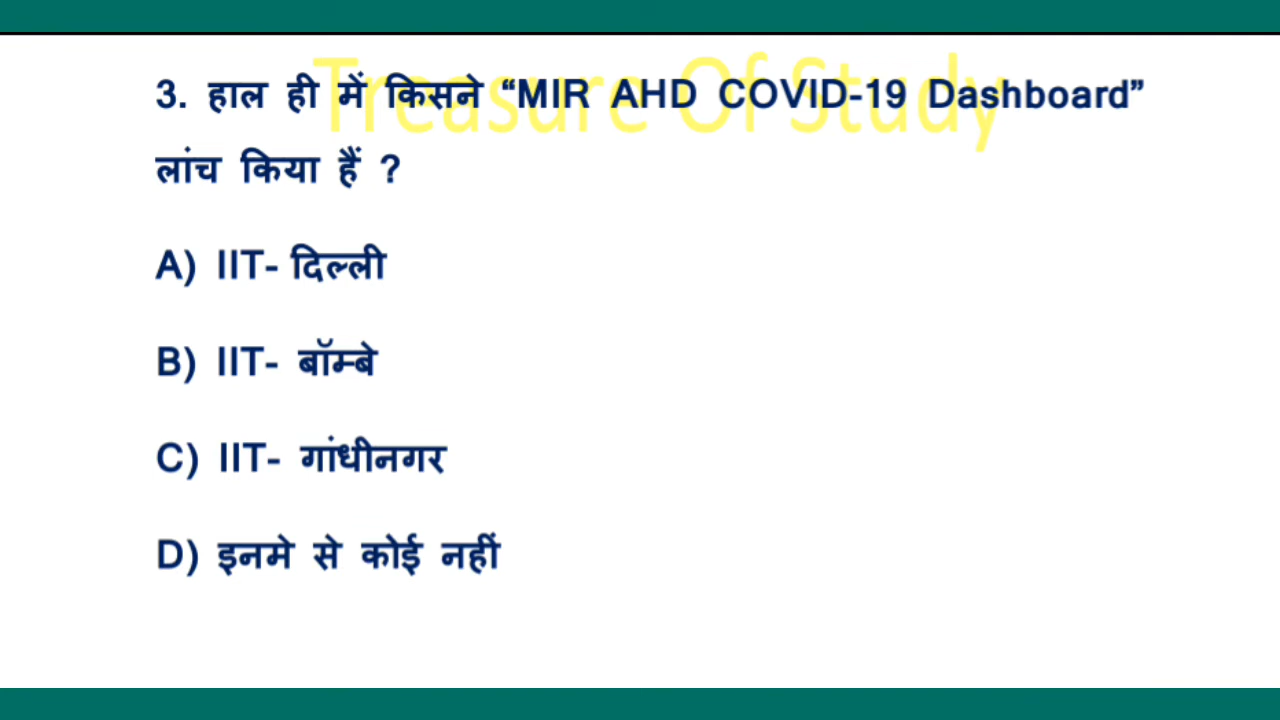 Treasure Of Study
3. हाल ही में किसने “MIR AHD COVID-19 Dashboard”
लांच किया हैं ?
A) IIT- दिल्ली
B) IIT- बॉम्बे
C) IIT- गांधीनगर
D) इनमे से कोई नहीं